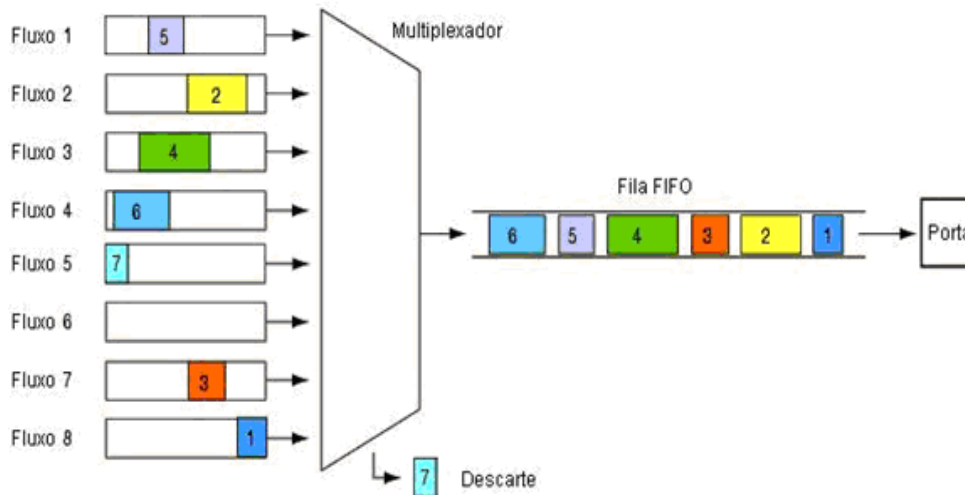 Fluxo 1
5
Multiplexador
Fluxo 2
2
Fluxo 3
4
Fila FIFO
Fluxo 4
6
6 5 4 3 2 1
Porta
Fluxo 5
7
Fluxo 6
Fluxo 7
3
Fluxo 8
1
7
Descarte